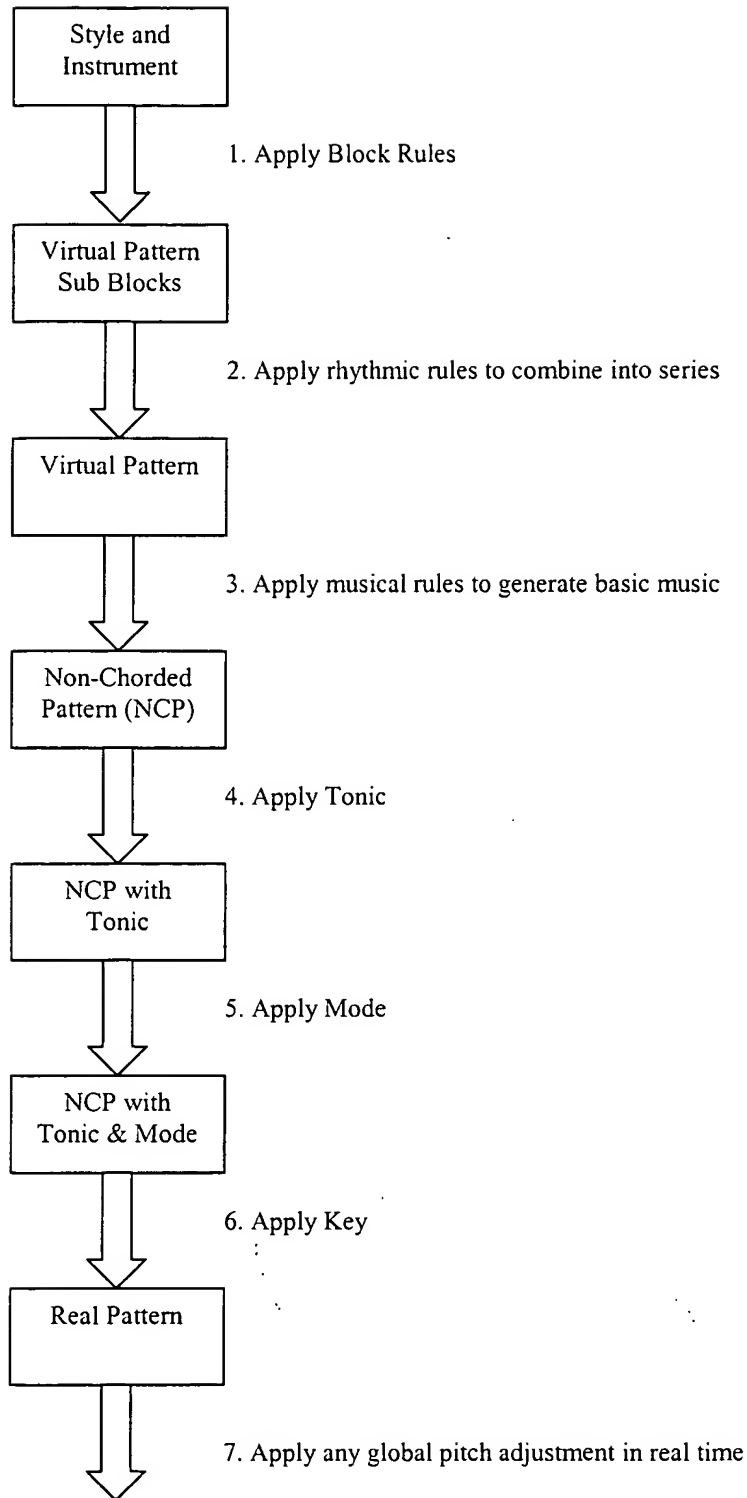 Style and
Instrument
1. Apply Block Rules
Virtual Pattern
Sub Blocks
2. Apply rhythmic rules to combine into series
Virtual Pattern
3. Apply musical rules to generate basic music
Non-Chorded
Pattern (NCP)
4. Apply Tonic
NCP with
Tonic
5. Apply Mode
NCP with
Tonic & Mode
6. Apply Key
Real Pattern
7. Apply any global pitch adjustment in real time